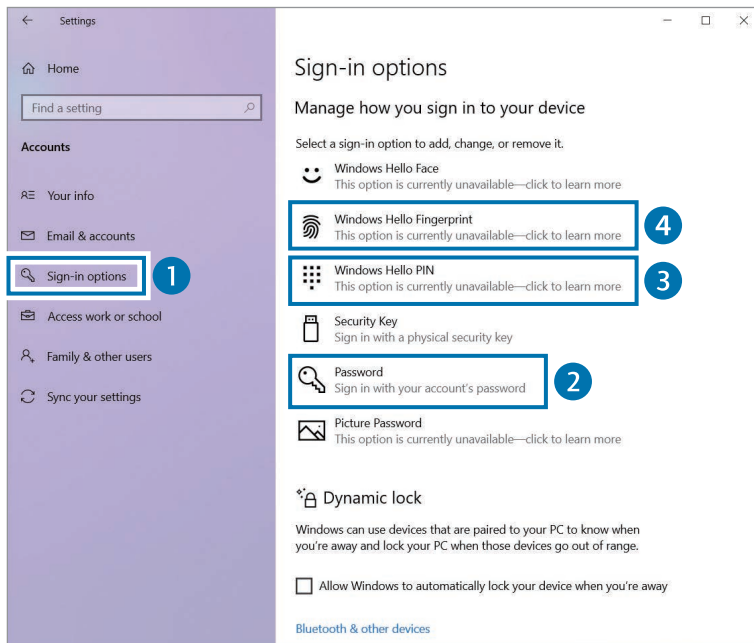 Settings
Home
Find a setting
Accounts
Your info
Email & accounts
Sign-in options
1
Access work or school
Family & other users
Sync your settings
Sign-in options
Manage how you sign in to your device
Select a sign-in option to add, change, or remove it.
Windows Hello Face
This option is currently unavailable—click to learn more
Windows Hello Fingerprint
This option is currently unavailable—click to learn more
4
Windows Hello PIN
This option is currently unavailable—click to learn more
3
Security Key
Sign in with a physical security key
Password
Sign in with your account's password
2
Picture Password
This option is currently unavailable—click to learn more
Dynamic lock
Windows can use devices that are paired to your PC to know when
you're away and lock your PC when those devices go out of range.
Allow Windows to automatically lock your device when you're away
Bluetooth & other devices